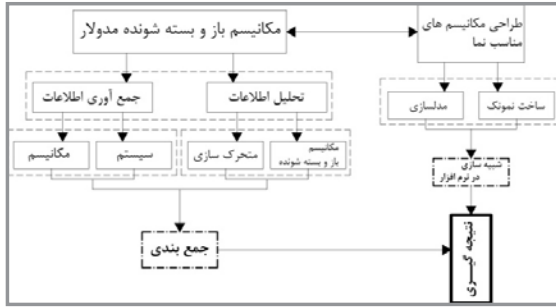 طراحی مکانیسم های
مناسب نما
مکانیسم باز و بسته شونده مدولار
ساخت نمونک
مدلسازی
تحلیل اطلاعات
جمع آوری اطلاعات
مکانیسم
باز و بسته شونده
متحرک سازی
سیستم
مکانیسم
شبیه سازی
در نرم افزار
جمع بندی
نتیجه گیری